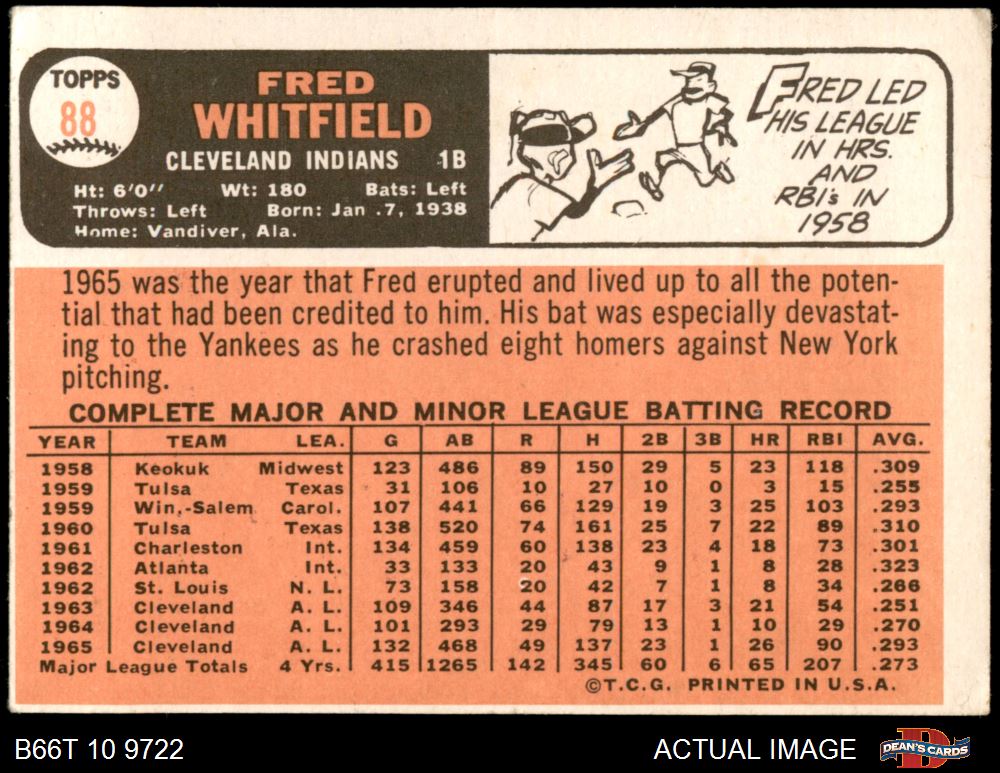 TOPPS
88
FRED
WHITFIELD
CLEVELAND INDIANS 1B
Ht: 6'0" Wt: 180 Bats: Left
Throws: Left Born: Jan .7, 1938
Home: Vandiver, Ala.
FRED LED
HIS LEAGUE
IN HRS.
AND
RBI's IN
1958
1965 was the year that Fred erupted and lived up to all the poten-
tial that had been credited to him. His bat was especially devastat-
ing to the Yankees as he crashed eight homers against New York
pitching.
COMPLETE MAJOR AND MINOR LEAGUE BATTING RECORD
YEAR TEAM LEA. G AB R H 2B 3B HR RBI AVG.
1958 Keokuk Midwest 123 486 89 150 29 5 23 118 .309
1959 Tulsa Texas 31 106 10 27 10 0 3 15 .255
1959 Win.-Salem Carol. 107 441 66 129 19 3 25 103 .293
1960 Tulsa Texas 138 520 74 161 25 7 22 89 .310
1961 Charleston Int. 134 459 60 138 23 4 18 73 .301
1962 Atlanta Int. 33 133 20 43 9 1 8 28 .323
1962 St. Louis N. L. 73 158 20 42 7 1 8 34 .266
1963 Cleveland A. L. 109 346 44 87 17 3 21 54 .251
1964 Cleveland A. L. 101 293 29 79 13 1 10 29 .270
1965 Cleveland A. L. 132 468 49 137 23 1 26 90 .293
Major League Totals 4 Yrs. 415 1265 142 345 60 6 65 207 .273
©T.C.G. PRINTED IN U.S.A.
B66T 10 9722 ACTUAL IMAGE
DEAN'S CARDS